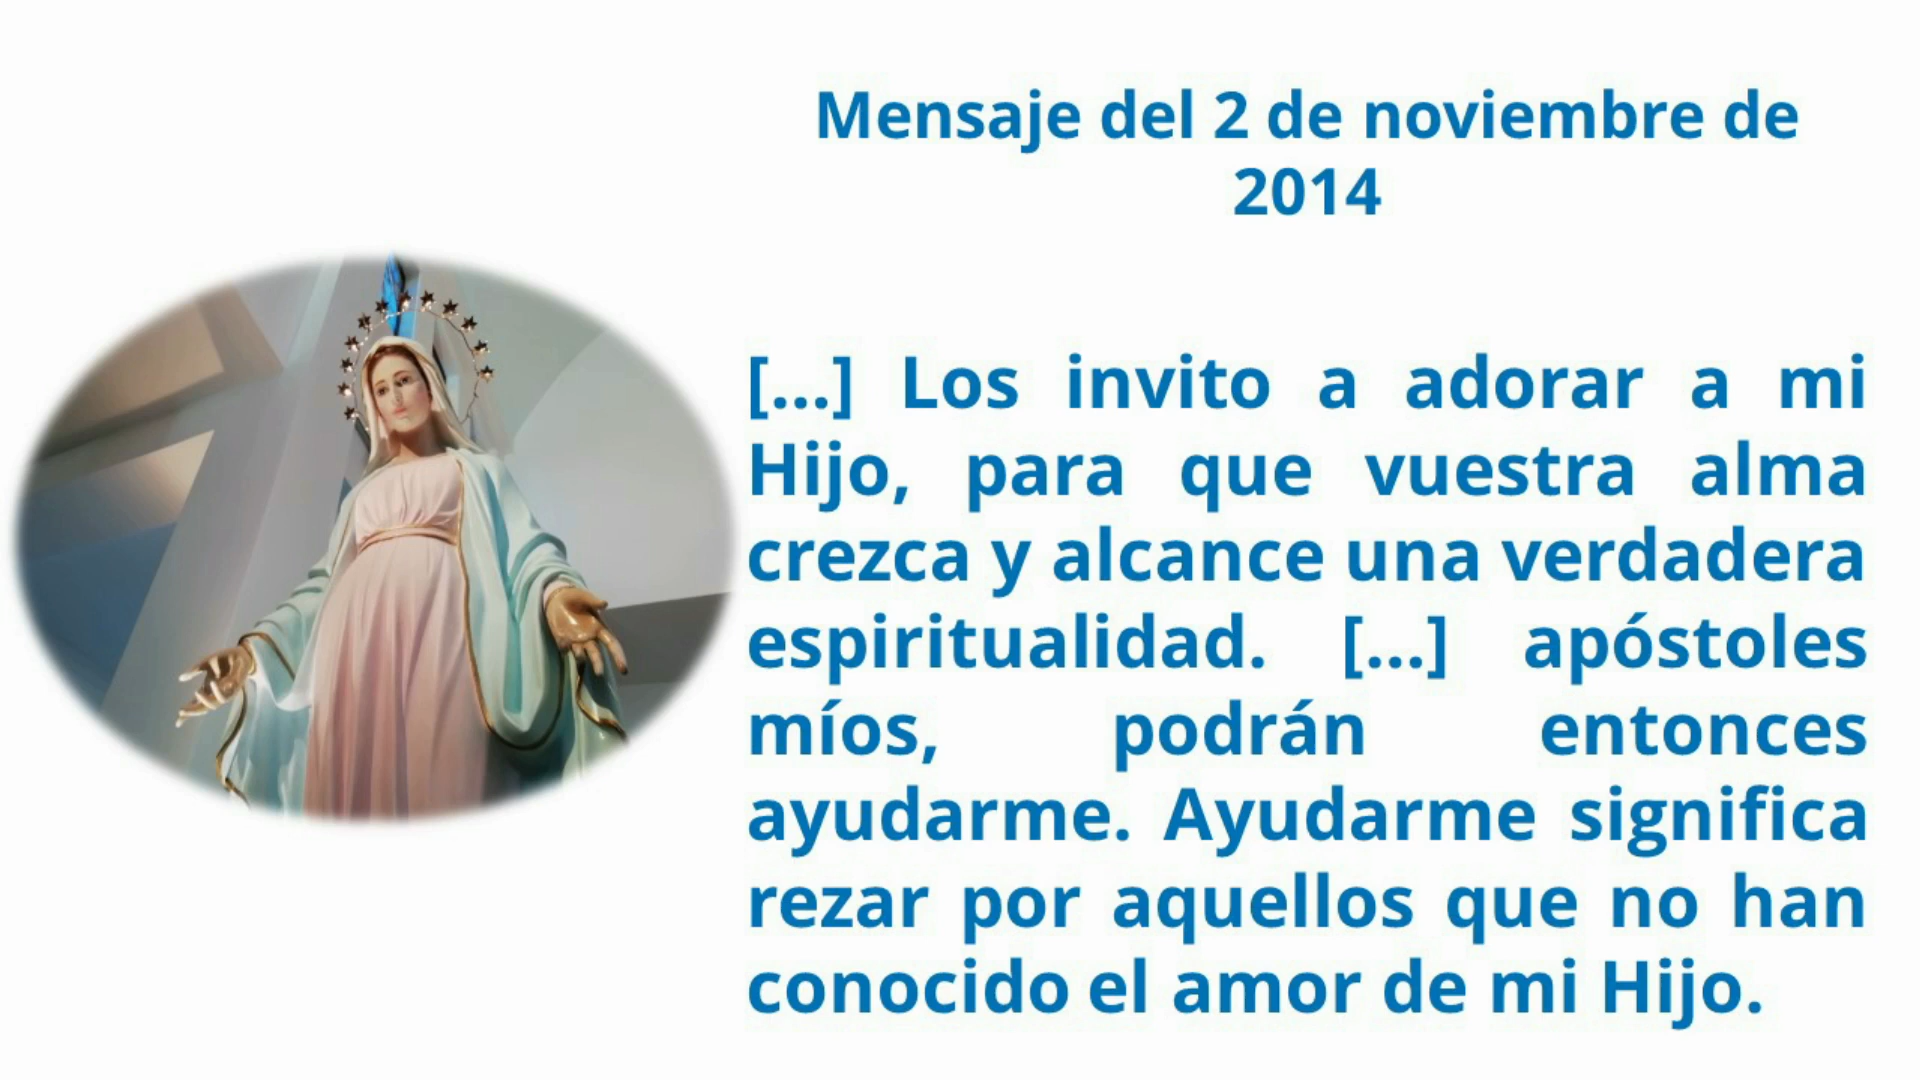 Mensaje del 2 de noviembre de
2014
[...] Los invito a adorar a mi
Hijo, para que vuestra alma
crezca y alcance una verdadera
espiritualidad. [...] apóstoles
míos, podrán entonces
ayudarme. Ayudarme significa
rezar por aquellos que no han
conocido el amor de mi Hijo.